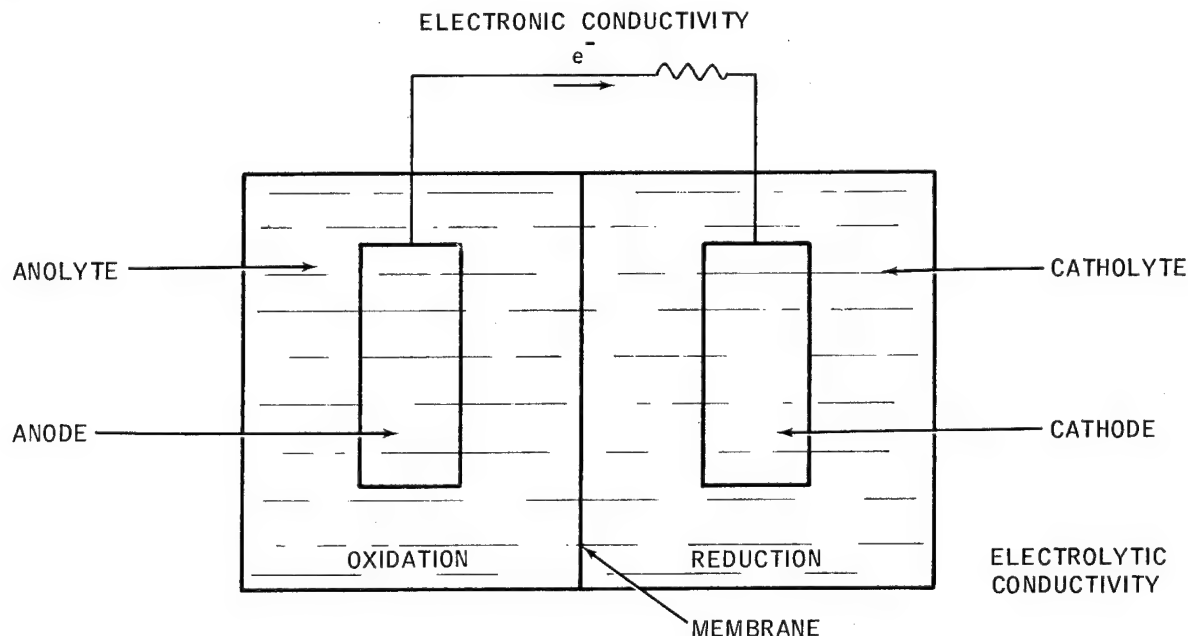 ELECTRONIC CONDUCTIVITY
e-
ANOLYTE
CATHOLYTE
ANODE
CATHODE
OXIDATION
REDUCTION
ELECTROLYTIC
CONDUCTIVITY
MEMBRANE